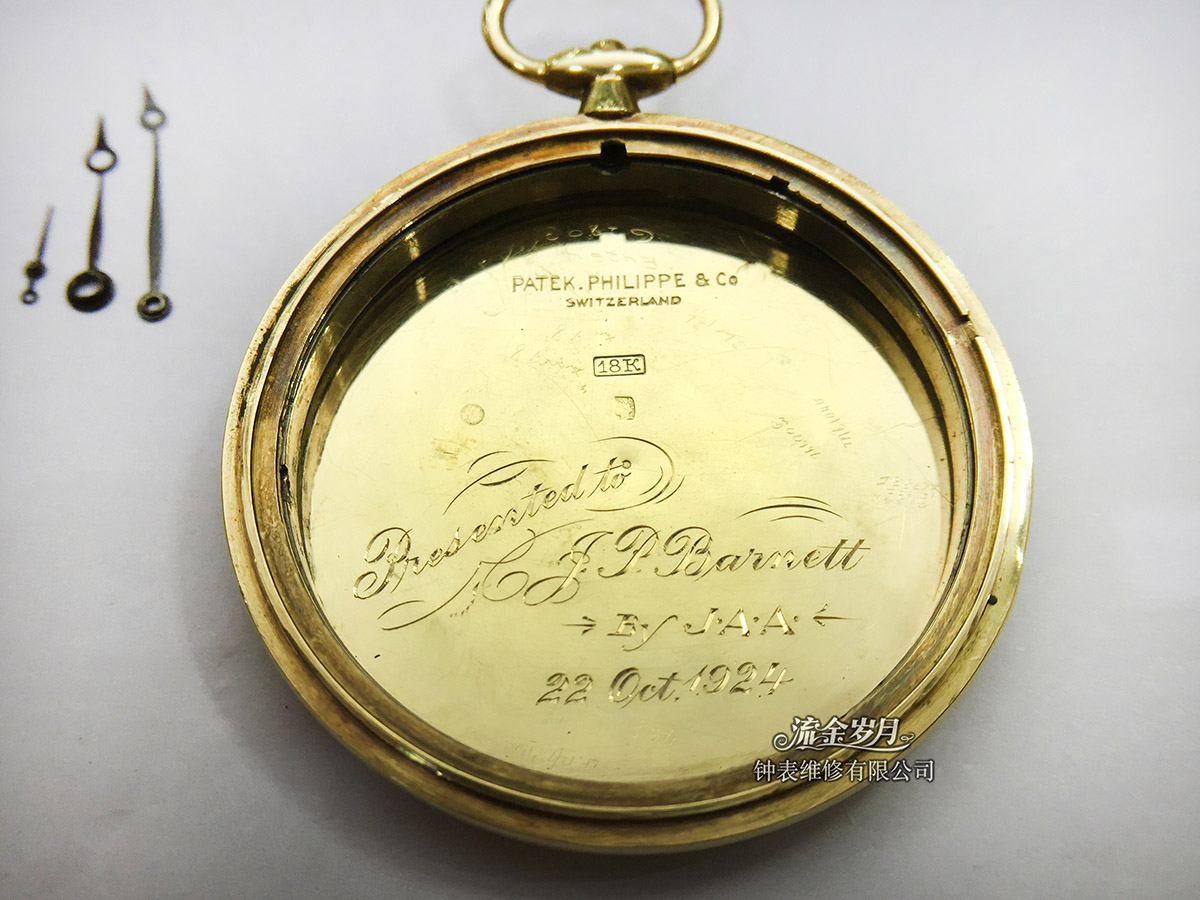 PATEK. PHILIPPE & Co
SWITZERLAND
18K
Presented to
J. P. Barnett
By J.A.A.
22 Oct. 1924
流金岁月
钟表维修有限公司